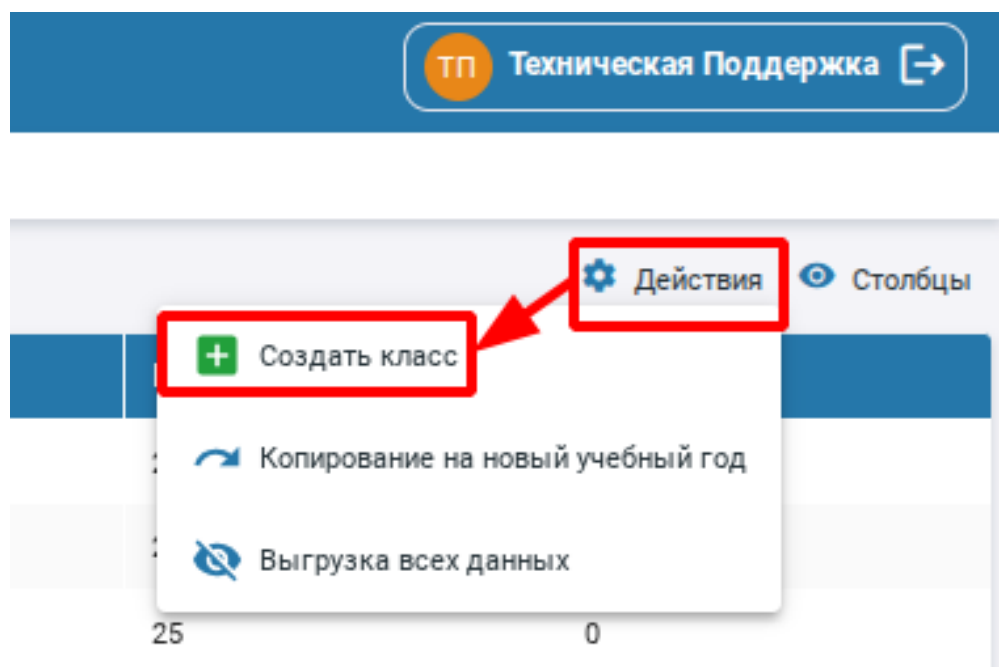 ТП Техническая Поддержка
Действия Столбцы
Создать класс
Копирование на новый учебный год
Выгрузка всех данных
25 0